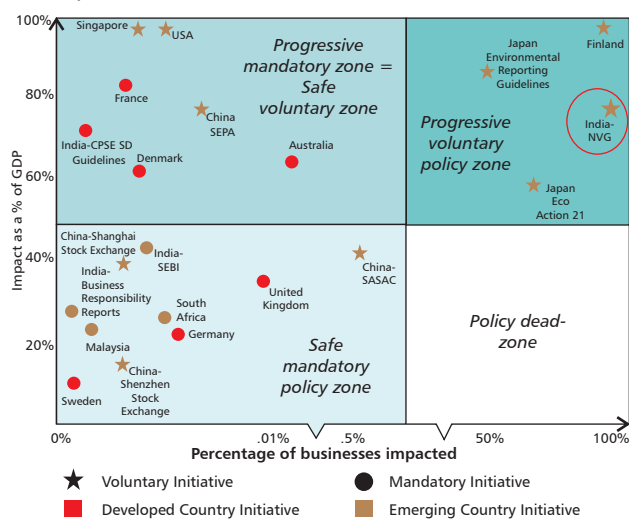 100%
80%
60%
40%
20%
Impact as a % of GDP
Singapore
USA
Progressive
mandatory zone =
Safe
voluntary zone
France
China
SEPA
India-CPSE SD
Guidelines
Denmark
Australia
Japan
Environmental
Reporting
Guidelines
Finland
India-
NVG
Progressive
voluntary
policy zone
Japan
Eco
Action 21
China-Shanghai
Stock Exchange
India-
SEBI
China-
SASAC
India-
Business
Responsibility
Reports
South
Africa
United
Kingdom
Malaysia
Germany
China-
Shenzhen
Stock
Exchange
Sweden
Safe
mandatory
policy zone
Policy dead-
zone
0%
.01%
.5%
50%
100%
Percentage of businesses impacted
Voluntary Initiative
Mandatory Initiative
Developed Country Initiative
Emerging Country Initiative